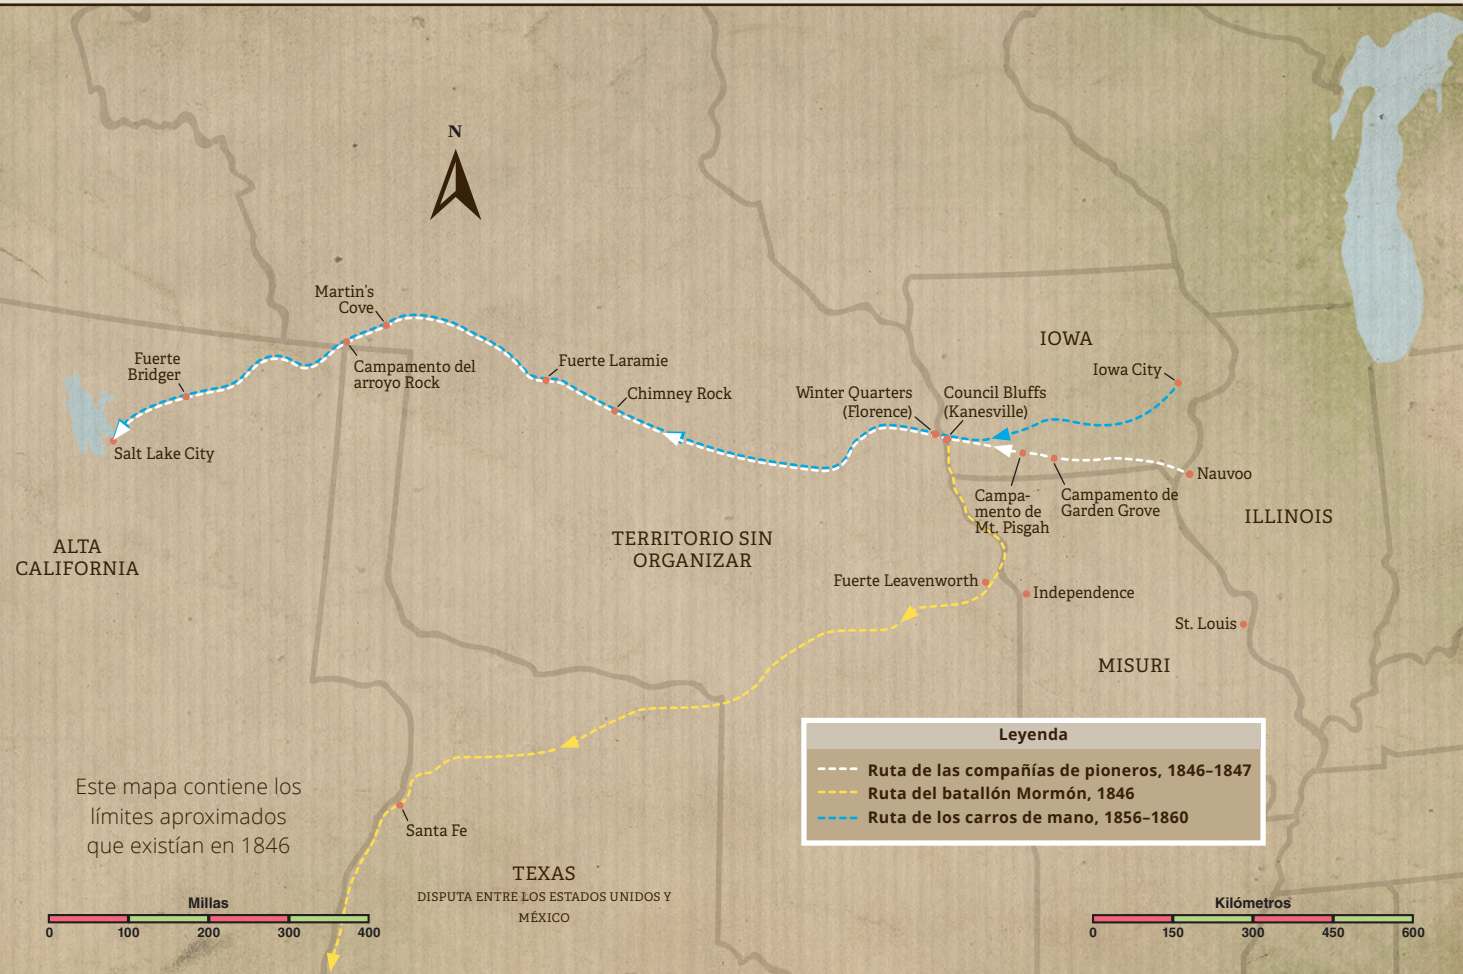 N
Martin's
Cove
Fuerte
Bridger
Campamento del
arroyo Rock
Fuerte Laramie
Chimney Rock
Salt Lake City
Winter Quarters
(Florence)
Council Bluffs
(Kanesville)
IOWA
Iowa City
Nauvoo
Campa-
mento de
Mt. Pisgah
Campamento de
Garden Grove
ILLINOIS
ALTA
CALIFORNIA
TERRITORIO SIN
ORGANIZAR
Fuerte Leavenworth
Independence
St. Louis
MISURI
Leyenda
Ruta de las compañías de pioneros, 1846–1847
Ruta del batallón Mormón, 1846
Ruta de los carros de mano, 1856–1860
Este mapa contiene los
límites aproximados
que existían en 1846
Santa Fe
TEXAS
DISPUTA ENTRE LOS ESTADOS UNIDOS Y
MÉXICO
Millas
0 100 200 300 400
Kilómetros
0 150 300 450 600